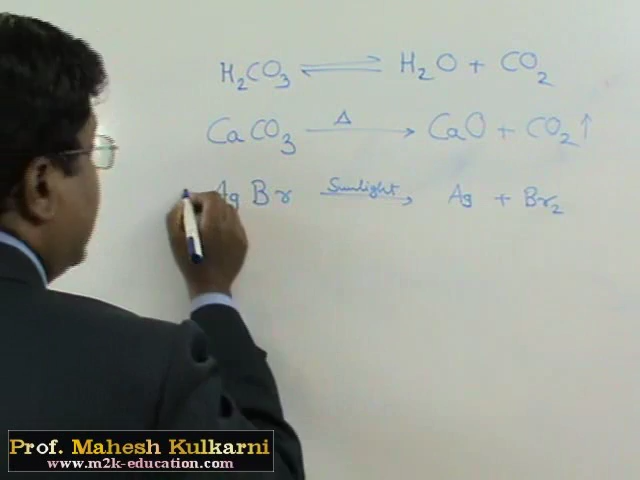 H₂CO₃ ⇌ H₂O + CO₂
CaCO₃ —Δ→ CaO + CO₂↑
AgBr —Sunlight→ Ag + Br₂
Prof. Mahesh Kulkarni
www.m2k-education.com